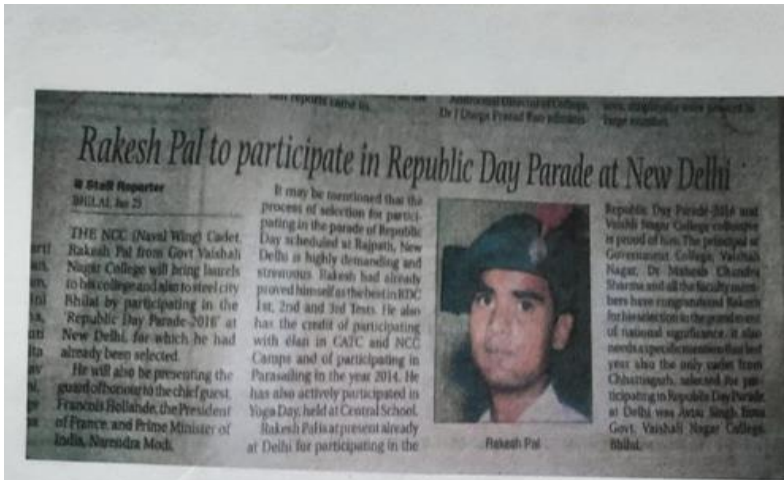 Dr J Durga Prasad Rao
Rakesh Pal to participate in Republic Day Parade at New Delhi
Staff Reporter
BHILAI, Jan 25
THE NCC (Naval Wing) Cadet,
Rakesh Pal from Govt Vaishali
Nagar College will bring laurels
to his college and also to steel city
Bhilai by participating in the
'Republic Day Parade-2016' at
New Delhi, for which he had
already been selected.
He will also be presenting the
guard of honour to the chief guest,
Francois Hollande, the President
of France, and Prime Minister of
India, Narendra Modi.
It may be mentioned that the
process of selection for partici-
pating in the parade of Republic
Day scheduled at Rajpath, New
Delhi is highly demanding and
strenuous. Rakesh had already
proved himself as the best in RDC
1st, 2nd and 3rd Tests. He also
has the credit of participating
with elan in CATC and NCC
Camps and of participating in
Parasailing in the year 2014. He
has also actively participated in
Yoga Day, held at Central School.
Rakesh Pal is at present already
at Delhi for participating in the
Rakesh Pal
Republic Day Parade-2016 and
Vaishali Nagar College
is proud of him. The principal of
Government College, Vaishali
Nagar, Dr Mahesh Chandra
Sharma and all the faculty mem-
bers have congratulated Rakesh
for his selection in the grand event
of national significance. It also
needs a specific mention that last
year also the only cadet from
Chhattisgarh, selected for par-
ticipating in Republic Day Parade
at Delhi was Singh from
Govt. Vaishali Nagar College,
Bhilai.